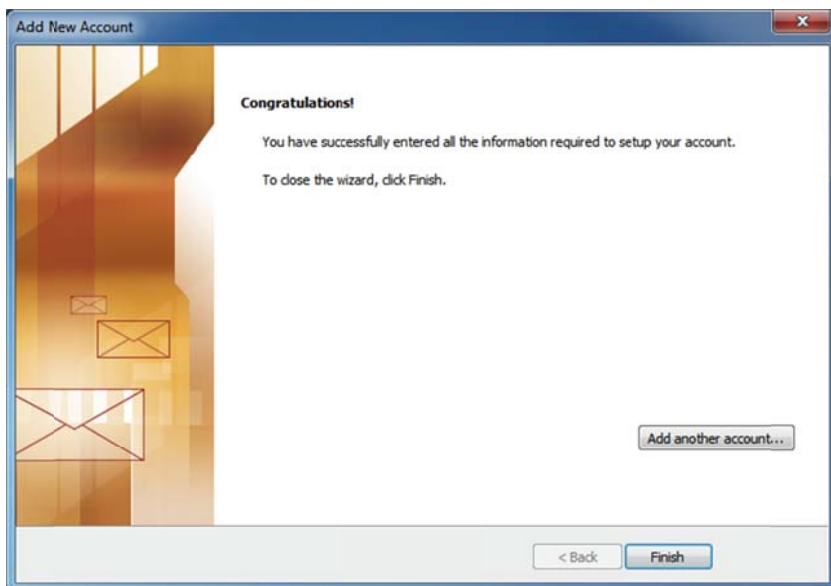 Add New Account
Congratulations!
You have successfully entered all the information required to setup your account.
To close the wizard, click Finish.
Add another account...
< Back
Finish